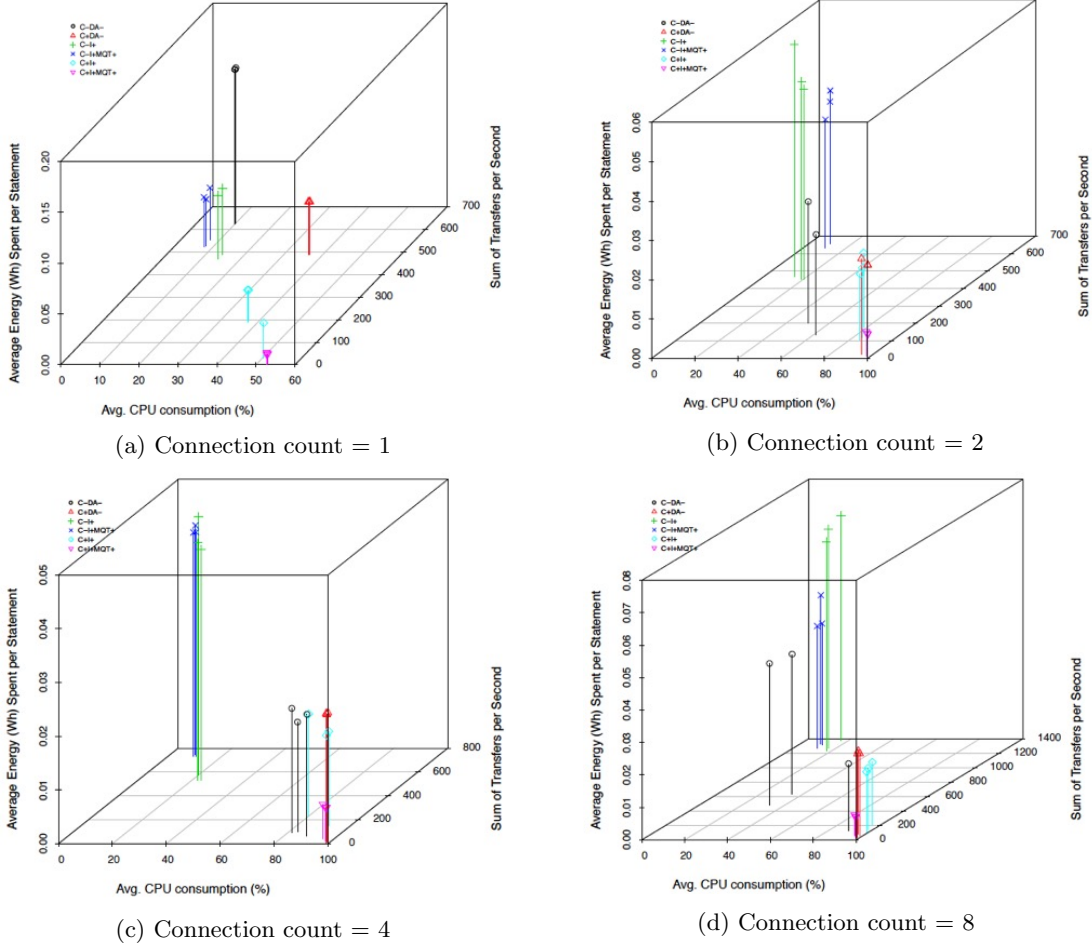 C−DA−
C+DA−
C−I+
C−I+MQT+
C+I+
C+I+MQT+
Average Energy (Wh) Spent per Statement
0.00
0.05
0.10
0.15
0.20
0
10
20
30
40
50
60
Avg. CPU consumption (%)
0
100
200
300
400
500
600
700
Sum of Transfers per Second
(a) Connection count = 1
C−DA−
C+DA−
C−I+
C−I+MQT+
C+I+
C+I+MQT+
Average Energy (Wh) Spent per Statement
0.00
0.01
0.02
0.03
0.04
0.05
0.06
0
20
40
60
80
100
Avg. CPU consumption (%)
0
100
200
300
400
500
600
700
Sum of Transfers per Second
(b) Connection count = 2
C−DA−
C+DA−
C−I+
C−I+MQT+
C+I+
C+I+MQT+
Average Energy (Wh) Spent per Statement
0.00
0.01
0.02
0.03
0.04
0.05
0
20
40
60
80
100
Avg. CPU consumption (%)
0
200
400
600
800
Sum of Transfers per Second
(c) Connection count = 4
C−DA−
C+DA−
C−I+
C−I+MQT+
C+I+
C+I+MQT+
Average Energy (Wh) Spent per Statement
0.00
0.01
0.02
0.03
0.04
0.05
0.06
0.07
0.08
0
20
40
60
80
100
Avg. CPU consumption (%)
0
200
400
600
800
1000
1200
1400
Sum of Transfers per Second
(d) Connection count = 8